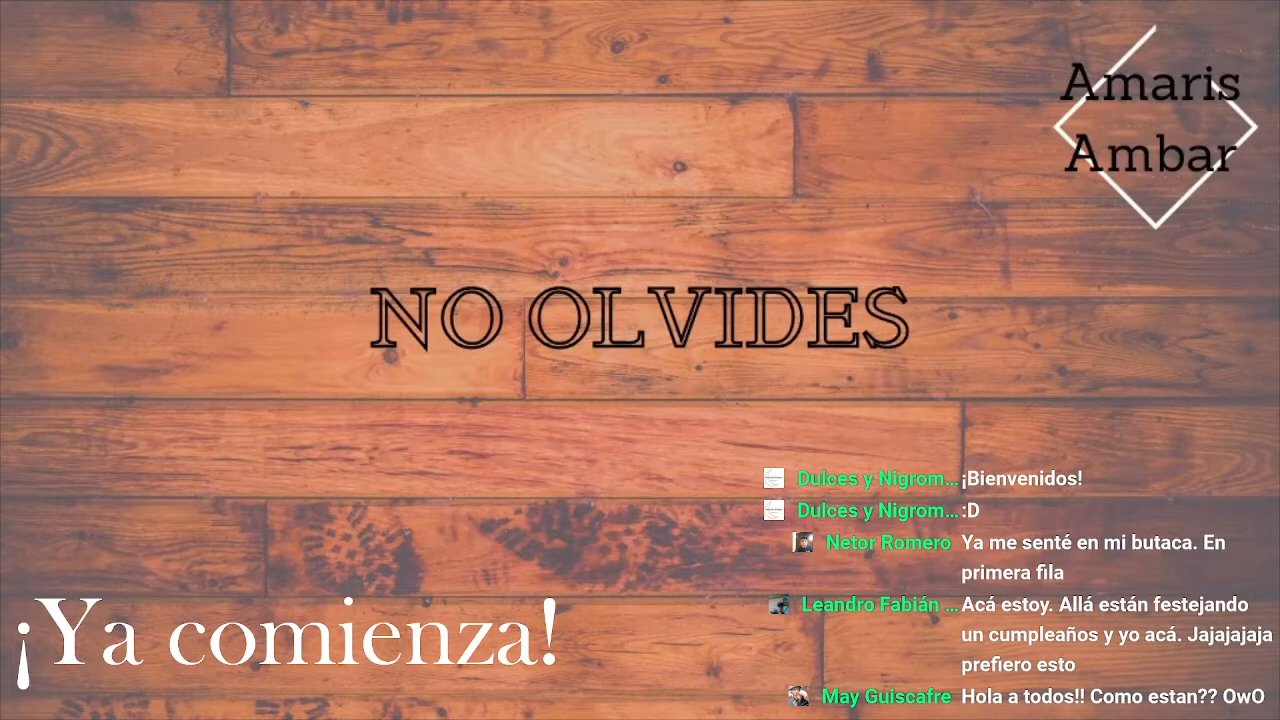 Amaris
Ambar
NO OLVIDES
Dulces y Nigrom... ¡Bienvenidos!
Dulces y Nigrom... :D
Netor Romero Ya me senté en mi butaca. En
primera fila
Leandro Fabián ... Acá estoy. Allá están festejando
un cumpleaños y yo acá. Jajajajaja
prefiero esto
May Guiscafre Hola a todos!! Como estan?? OwO
¡Ya comienza!